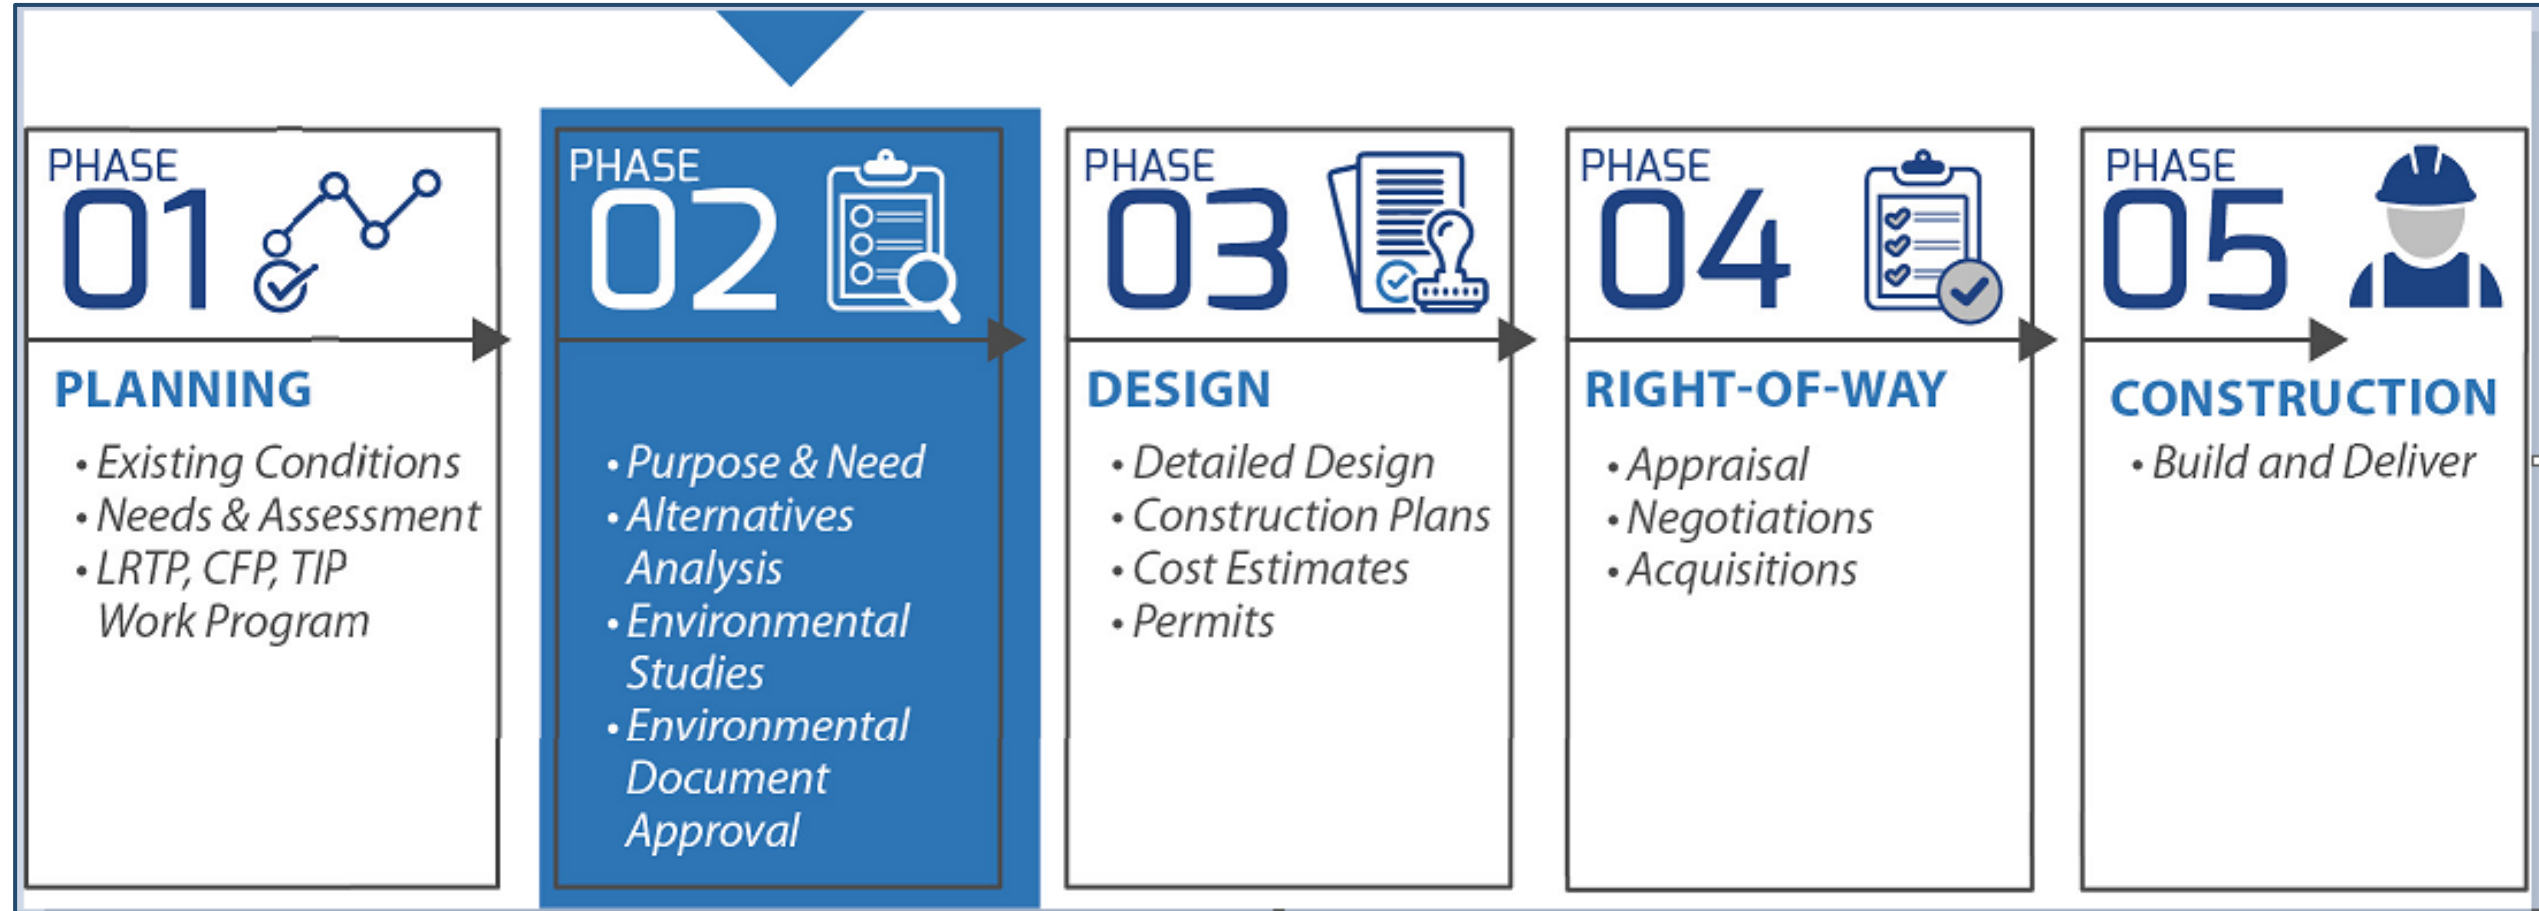 PHASE
01
PLANNING
• Existing Conditions
• Needs & Assessment
• LRTP, CFP, TIP
Work Program
PHASE
02
• Purpose & Need
• Alternatives
Analysis
• Environmental
Studies
• Environmental
Document
Approval
PHASE
03
DESIGN
• Detailed Design
• Construction Plans
• Cost Estimates
• Permits
PHASE
04
RIGHT-OF-WAY
• Appraisal
• Negotiations
• Acquisitions
PHASE
05
CONSTRUCTION
• Build and Deliver